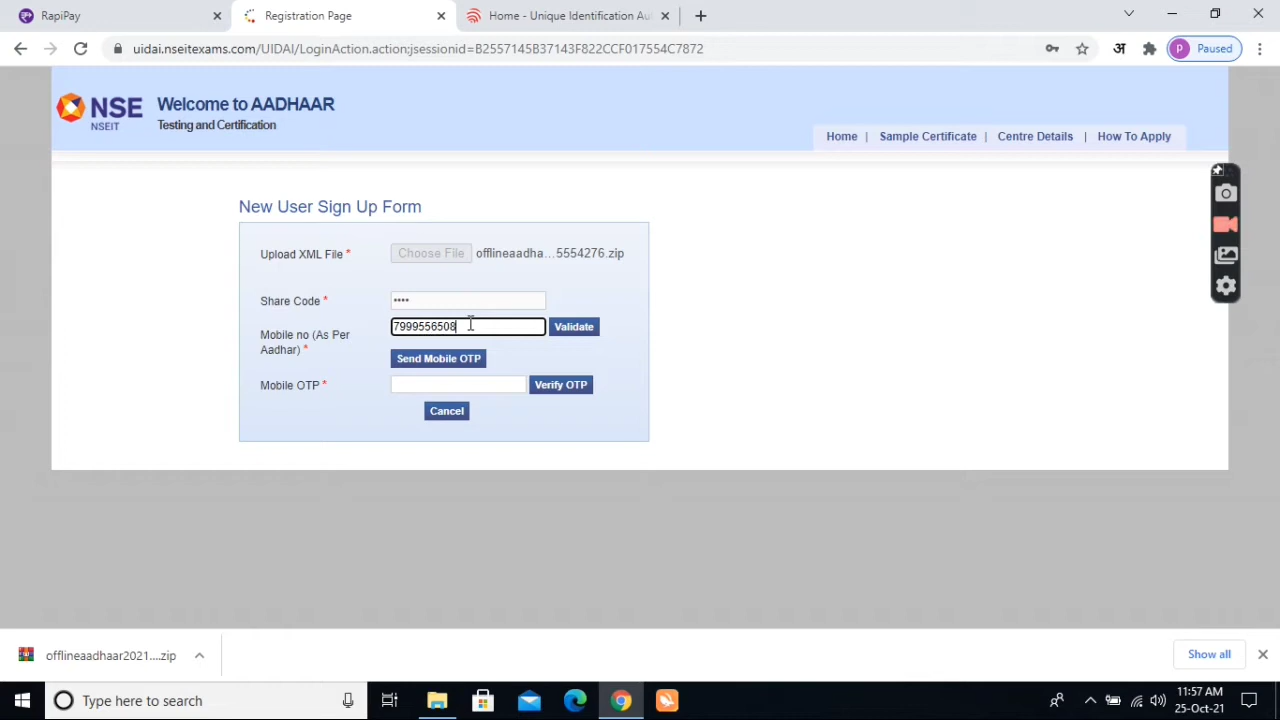 RapiPay
Registration Page
Home - Unique Identification Au
uidai.nseitexams.com/UIDAI/LoginAction.action;jsessionid=B2557145B37143F822CCF017554C7872
अ
P Paused
NSE
NSEIT
Welcome to AADHAAR
Testing and Certification
Home | Sample Certificate | Centre Details | How To Apply
New User Sign Up Form
Upload XML File * Choose File offlineaadha...5554276.zip
Share Code * ••••
Mobile no (As Per Aadhar) * 7999556508 Validate
Send Mobile OTP
Mobile OTP * Verify OTP
Cancel
offlineaadhaar2021....zip
Show all
Type here to search
11:57 AM
25-Oct-21